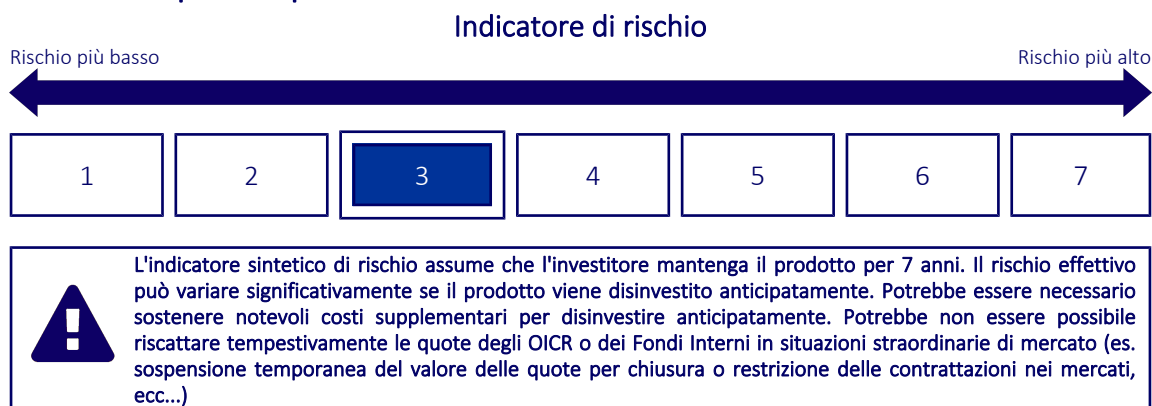 Indicatore di rischio
Rischio più basso
Rischio più alto
1 2 3 4 5 6 7
L'indicatore sintetico di rischio assume che l'investitore mantenga il prodotto per 7 anni. Il rischio effettivo
può variare significativamente se il prodotto viene disinvestito anticipatamente. Potrebbe essere necessario
sostenere notevoli costi supplementari per disinvestire anticipatamente. Potrebbe non essere possibile
riscattare tempestivamente le quote degli OICR o dei Fondi Interni in situazioni straordinarie di mercato (es.
sospensione temporanea del valore delle quote per chiusura o restrizione delle contrattazioni nei mercati,
ecc...)